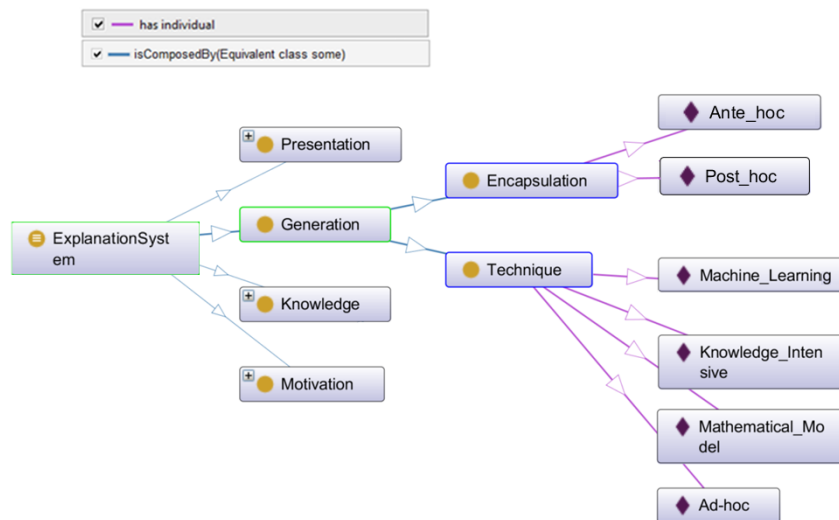 has individual
isComposedBy(Equivalent class some)
Ante_hoc
Presentation
Post_hoc
Encapsulation
Generation
ExplanationSyst
em
Technique
Machine_Learning
Knowledge
Knowledge_Inten
sive
Motivation
Mathematical_Mo
del
Ad-hoc